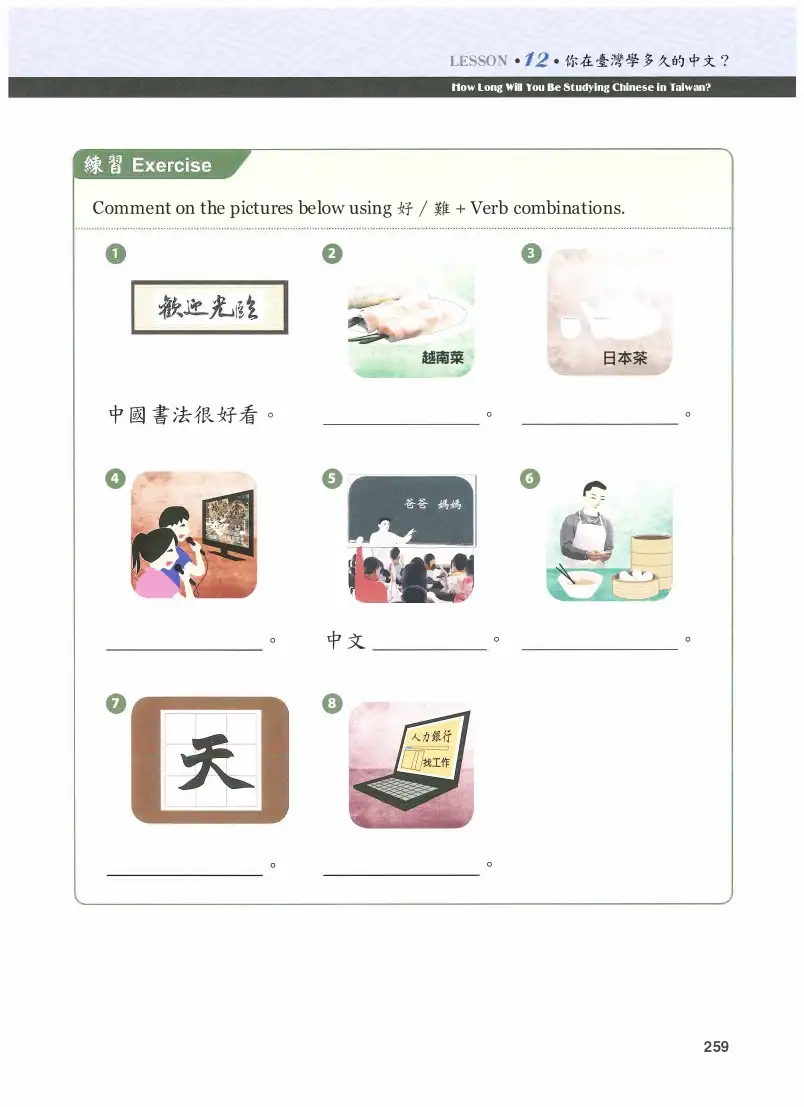 LESSON • 12 • 你在臺灣學多久的中文？
How Long Will You Be Studying Chinese in Taiwan?
練習 Exercise
Comment on the pictures below using 好 / 難 + Verb combinations.
1
2
3
歡迎光臨
越南菜
日本茶
中國書法很好看。
。
。
4
5
6
爸爸 媽媽
。
中文 。
。
7
8
天
人力銀行
找工作
。
。
259